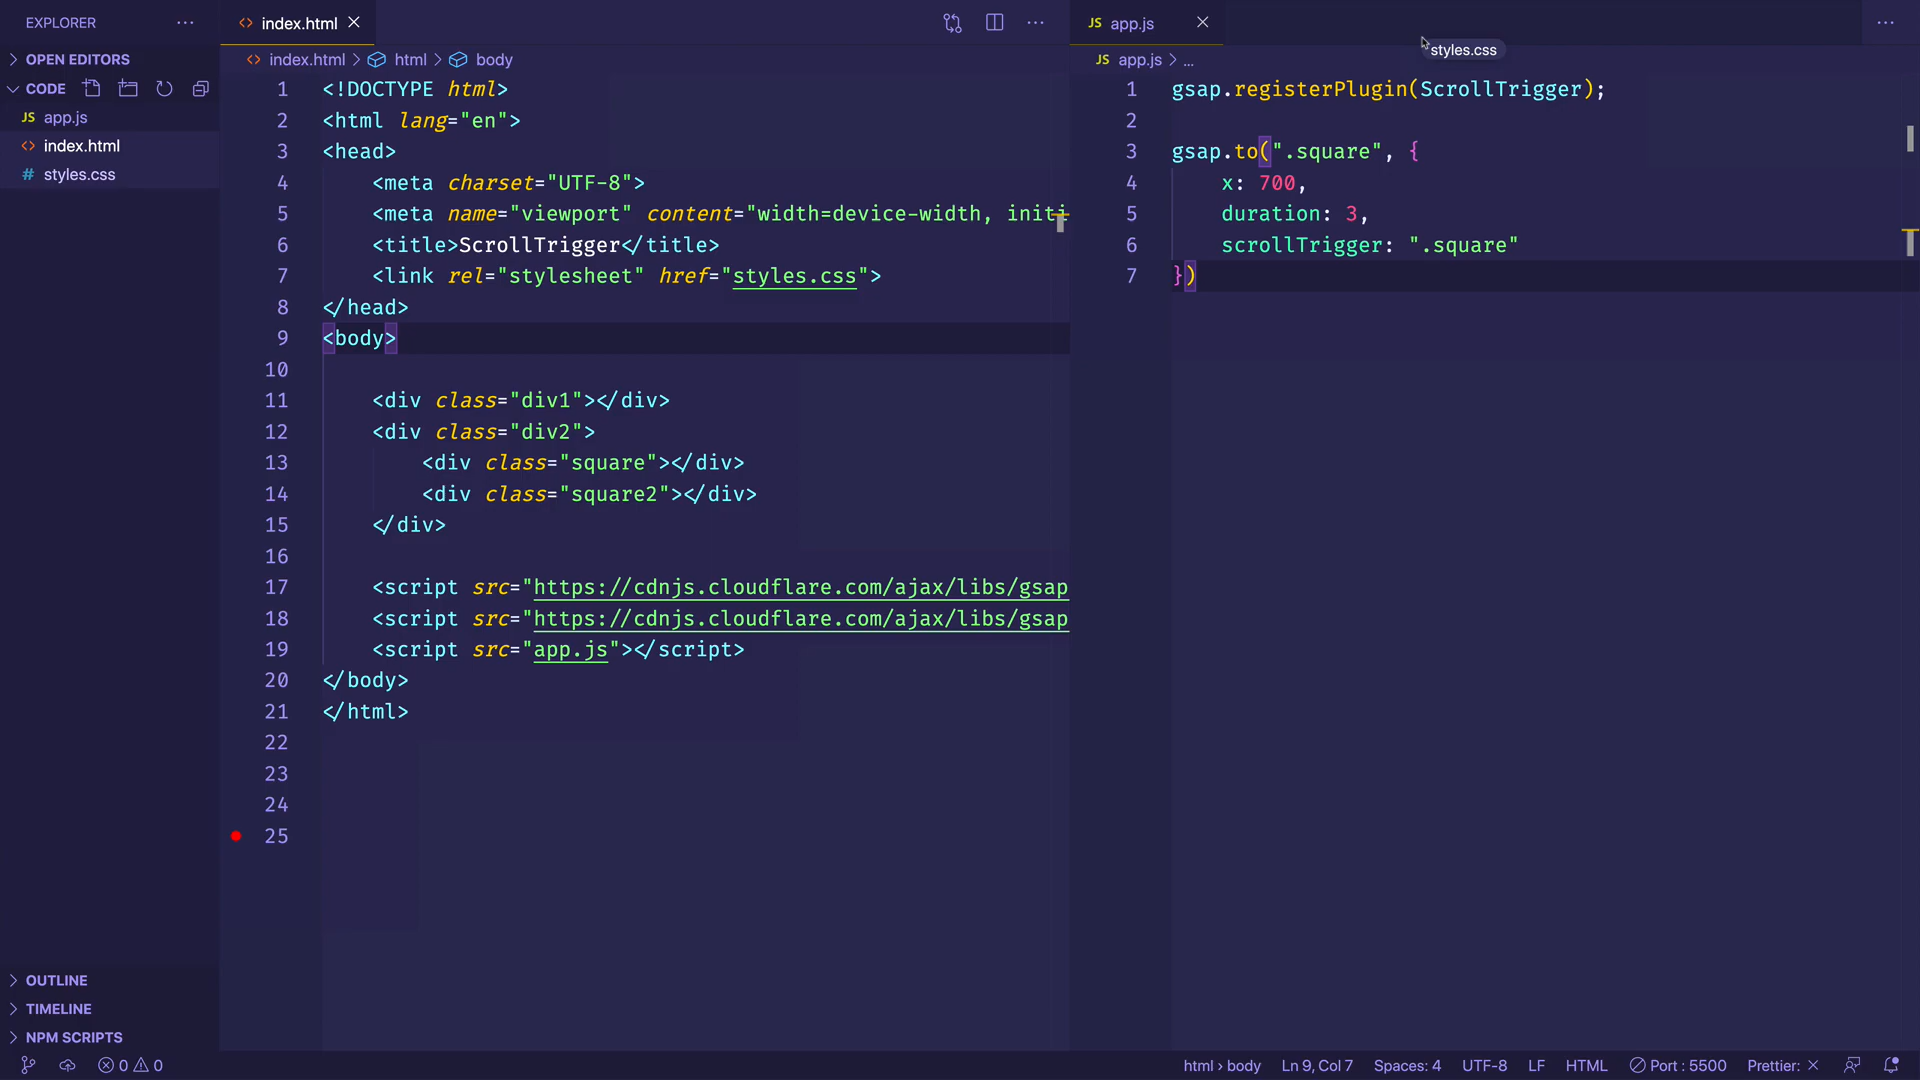 EXPLORER
OPEN EDITORS
CODE
JS app.js
<> index.html
# styles.css
OUTLINE
TIMELINE
NPM SCRIPTS
<> index.html
<> index.html > html > body
1 <!DOCTYPE html>
2 <html lang="en">
3 <head>
4     <meta charset="UTF-8">
5     <meta name="viewport" content="width=device-width, initi
6     <title>ScrollTrigger</title>
7     <link rel="stylesheet" href="styles.css">
8 </head>
9 <body>
10
11     <div class="div1"></div>
12     <div class="div2">
13         <div class="square"></div>
14         <div class="square2"></div>
15     </div>
16
17     <script src="https://cdnjs.cloudflare.com/ajax/libs/gsap
18     <script src="https://cdnjs.cloudflare.com/ajax/libs/gsap
19     <script src="app.js"></script>
20 </body>
21 </html>
22
23
24
25
JS app.js
styles.css
JS app.js > ...
1 gsap.registerPlugin(ScrollTrigger);
2
3 gsap.to(".square", {
4     x: 700,
5     duration: 3,
6     scrollTrigger: ".square"
7 })
0 0
html › body Ln 9, Col 7 Spaces: 4 UTF-8 LF HTML Port : 5500 Prettier: ×